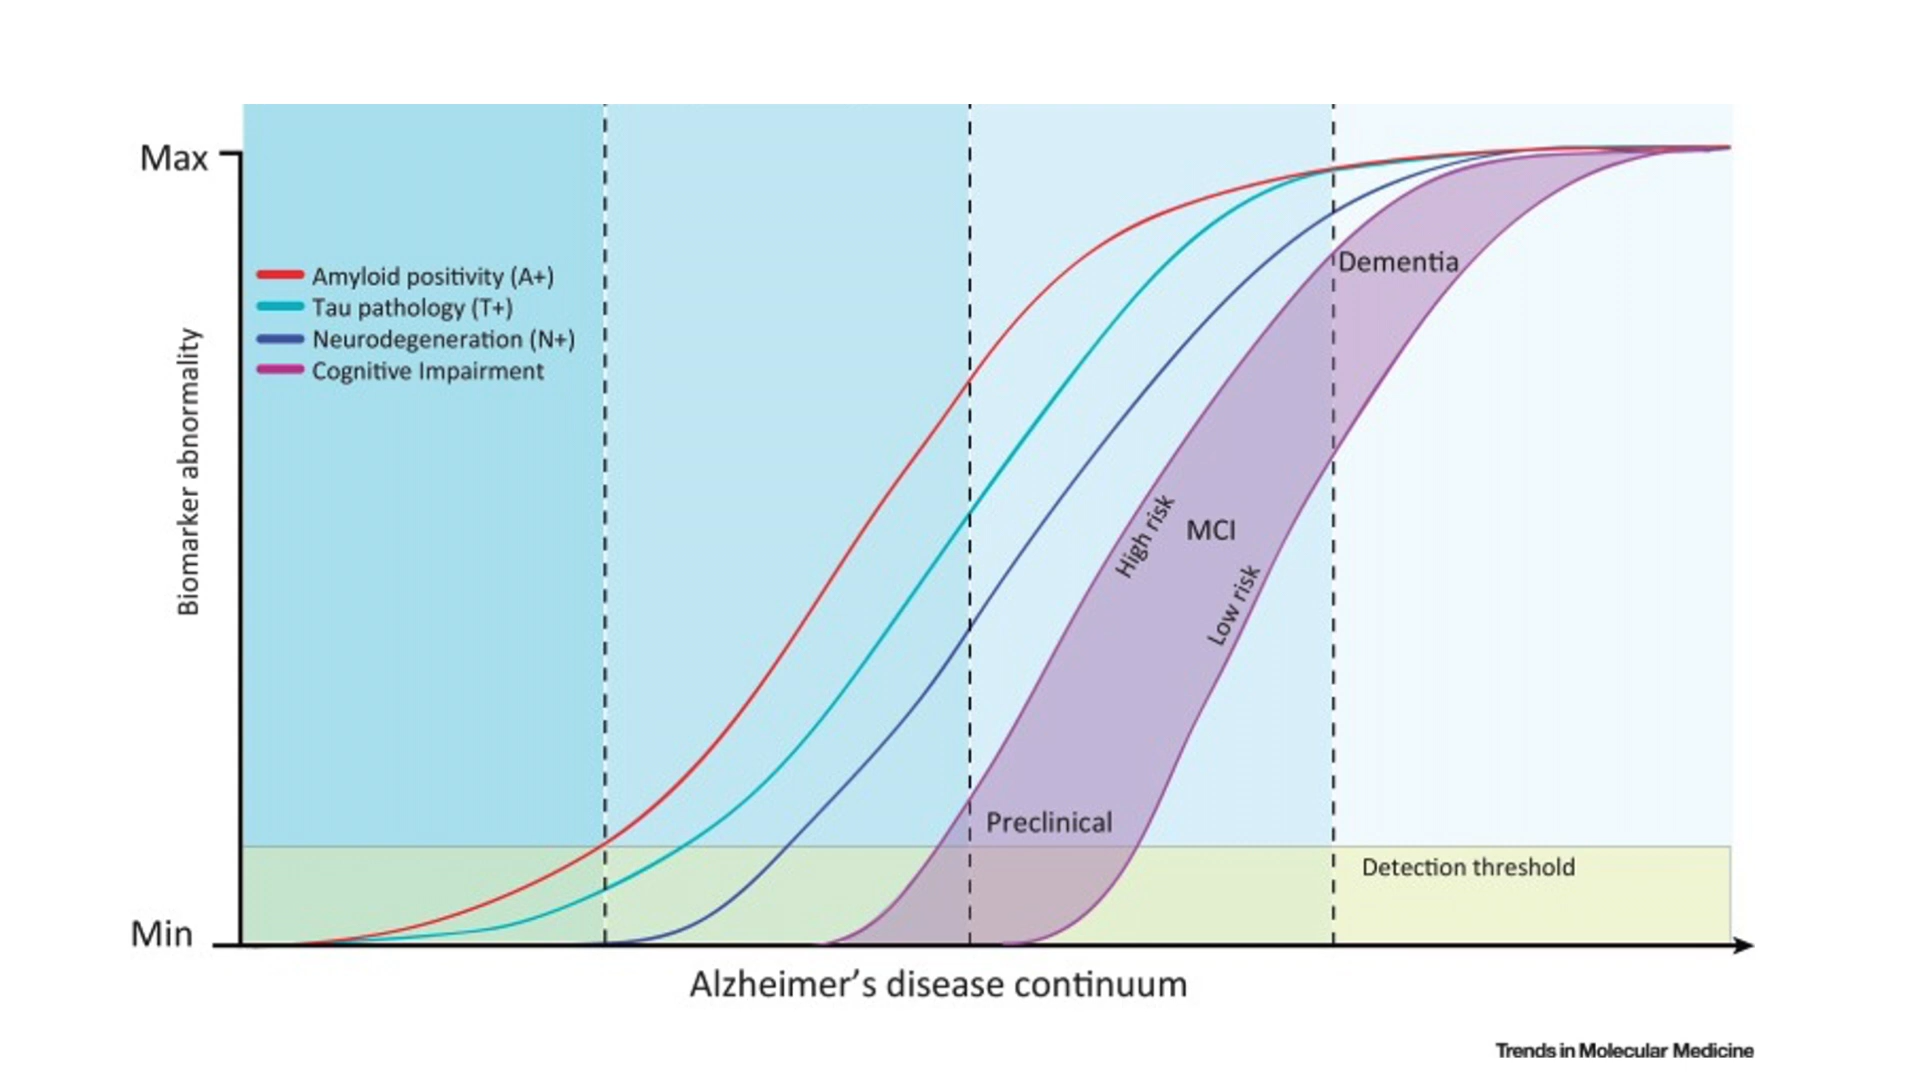 Max
Amyloid positivity (A+)
Tau pathology (T+)
Neurodegeneration (N+)
Cognitive Impairment
Biomarker abnormality
Dementia
High risk
MCI
Low risk
Preclinical
Detection threshold
Min
Alzheimer’s disease continuum
Trends in Molecular Medicine